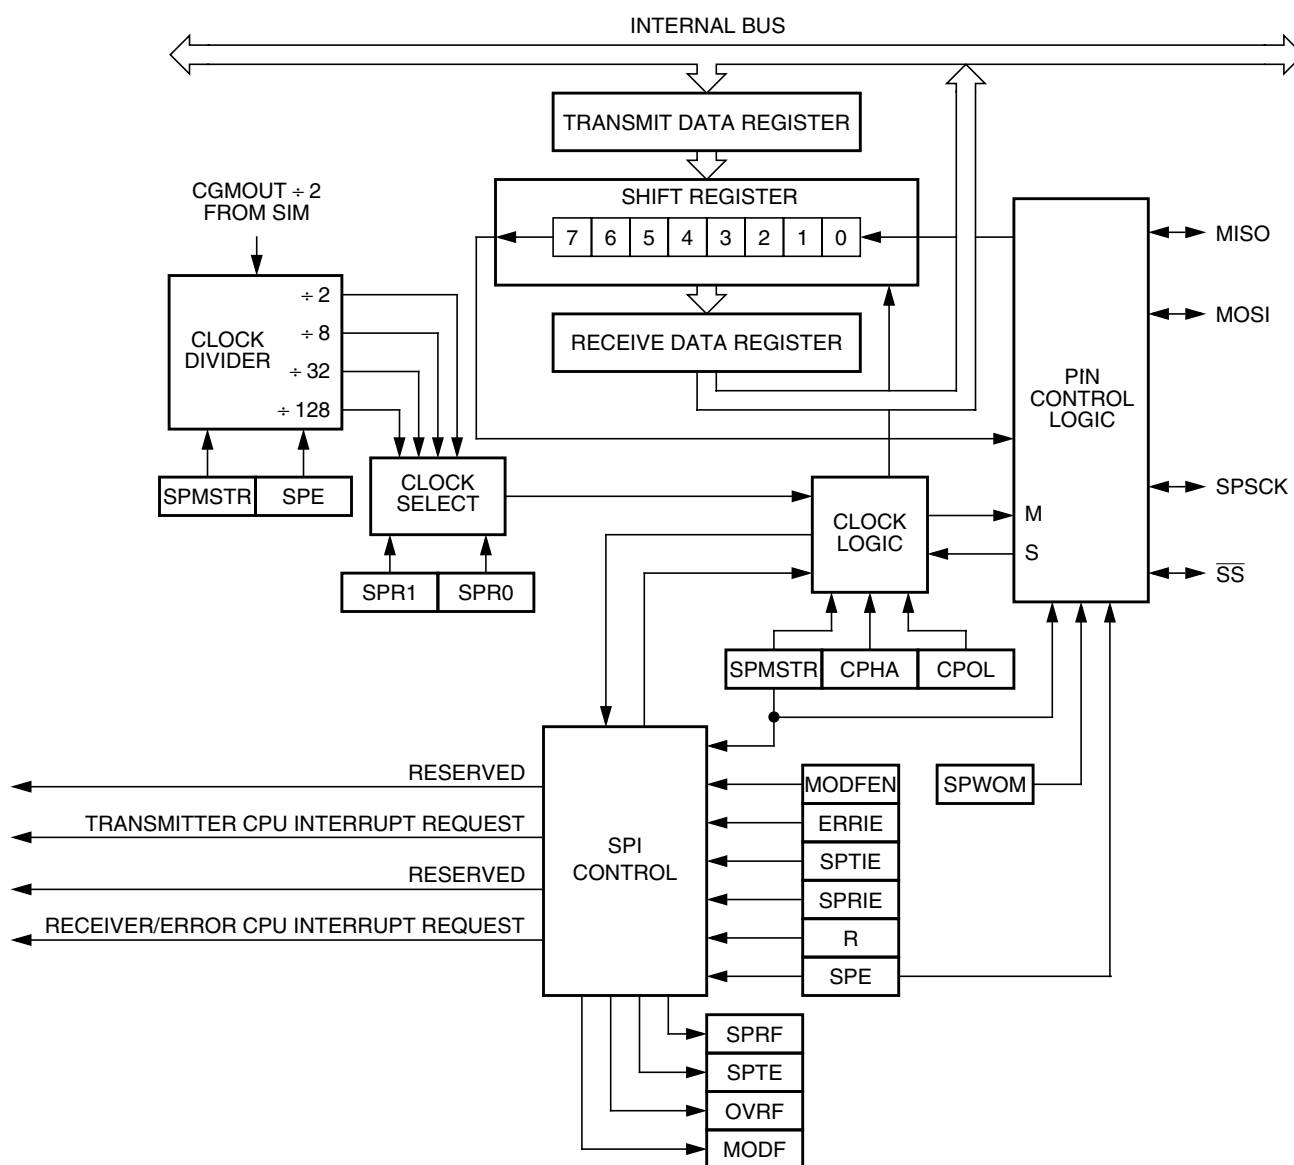 INTERNAL BUS
TRANSMIT DATA REGISTER
CGMOUT ÷ 2
FROM SIM
SHIFT REGISTER
7 6 5 4 3 2 1 0
MISO
÷ 2
÷ 8
÷ 32
÷ 128
CLOCK
DIVIDER
RECEIVE DATA REGISTER
MOSI
PIN
CONTROL
LOGIC
SPMSTR SPE
CLOCK
SELECT
SPR1 SPR0
CLOCK
LOGIC
M
S
SPSCK
S̅S̅
SPMSTR CPHA CPOL
RESERVED
TRANSMITTER CPU INTERRUPT REQUEST
RESERVED
RECEIVER/ERROR CPU INTERRUPT REQUEST
SPI
CONTROL
MODFEN
ERRIE
SPTIE
SPRIE
R
SPE
SPWOM
SPRF
SPTE
OVRF
MODF